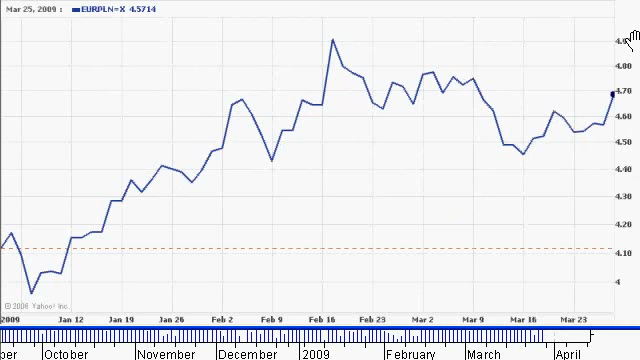 Mar 25, 2009 : EURPLN=X 4.5714
4.80
4.70
4.60
4.50
4.40
4.30
4.20
4.10
4
© 2008 Yahoo! Inc.
2009 Jan 12 Jan 19 Jan 26 Feb 2 Feb 9 Feb 16 Feb 23 Mar 2 Mar 9 Mar 16 Mar 23
ber October November December 2009 February March April